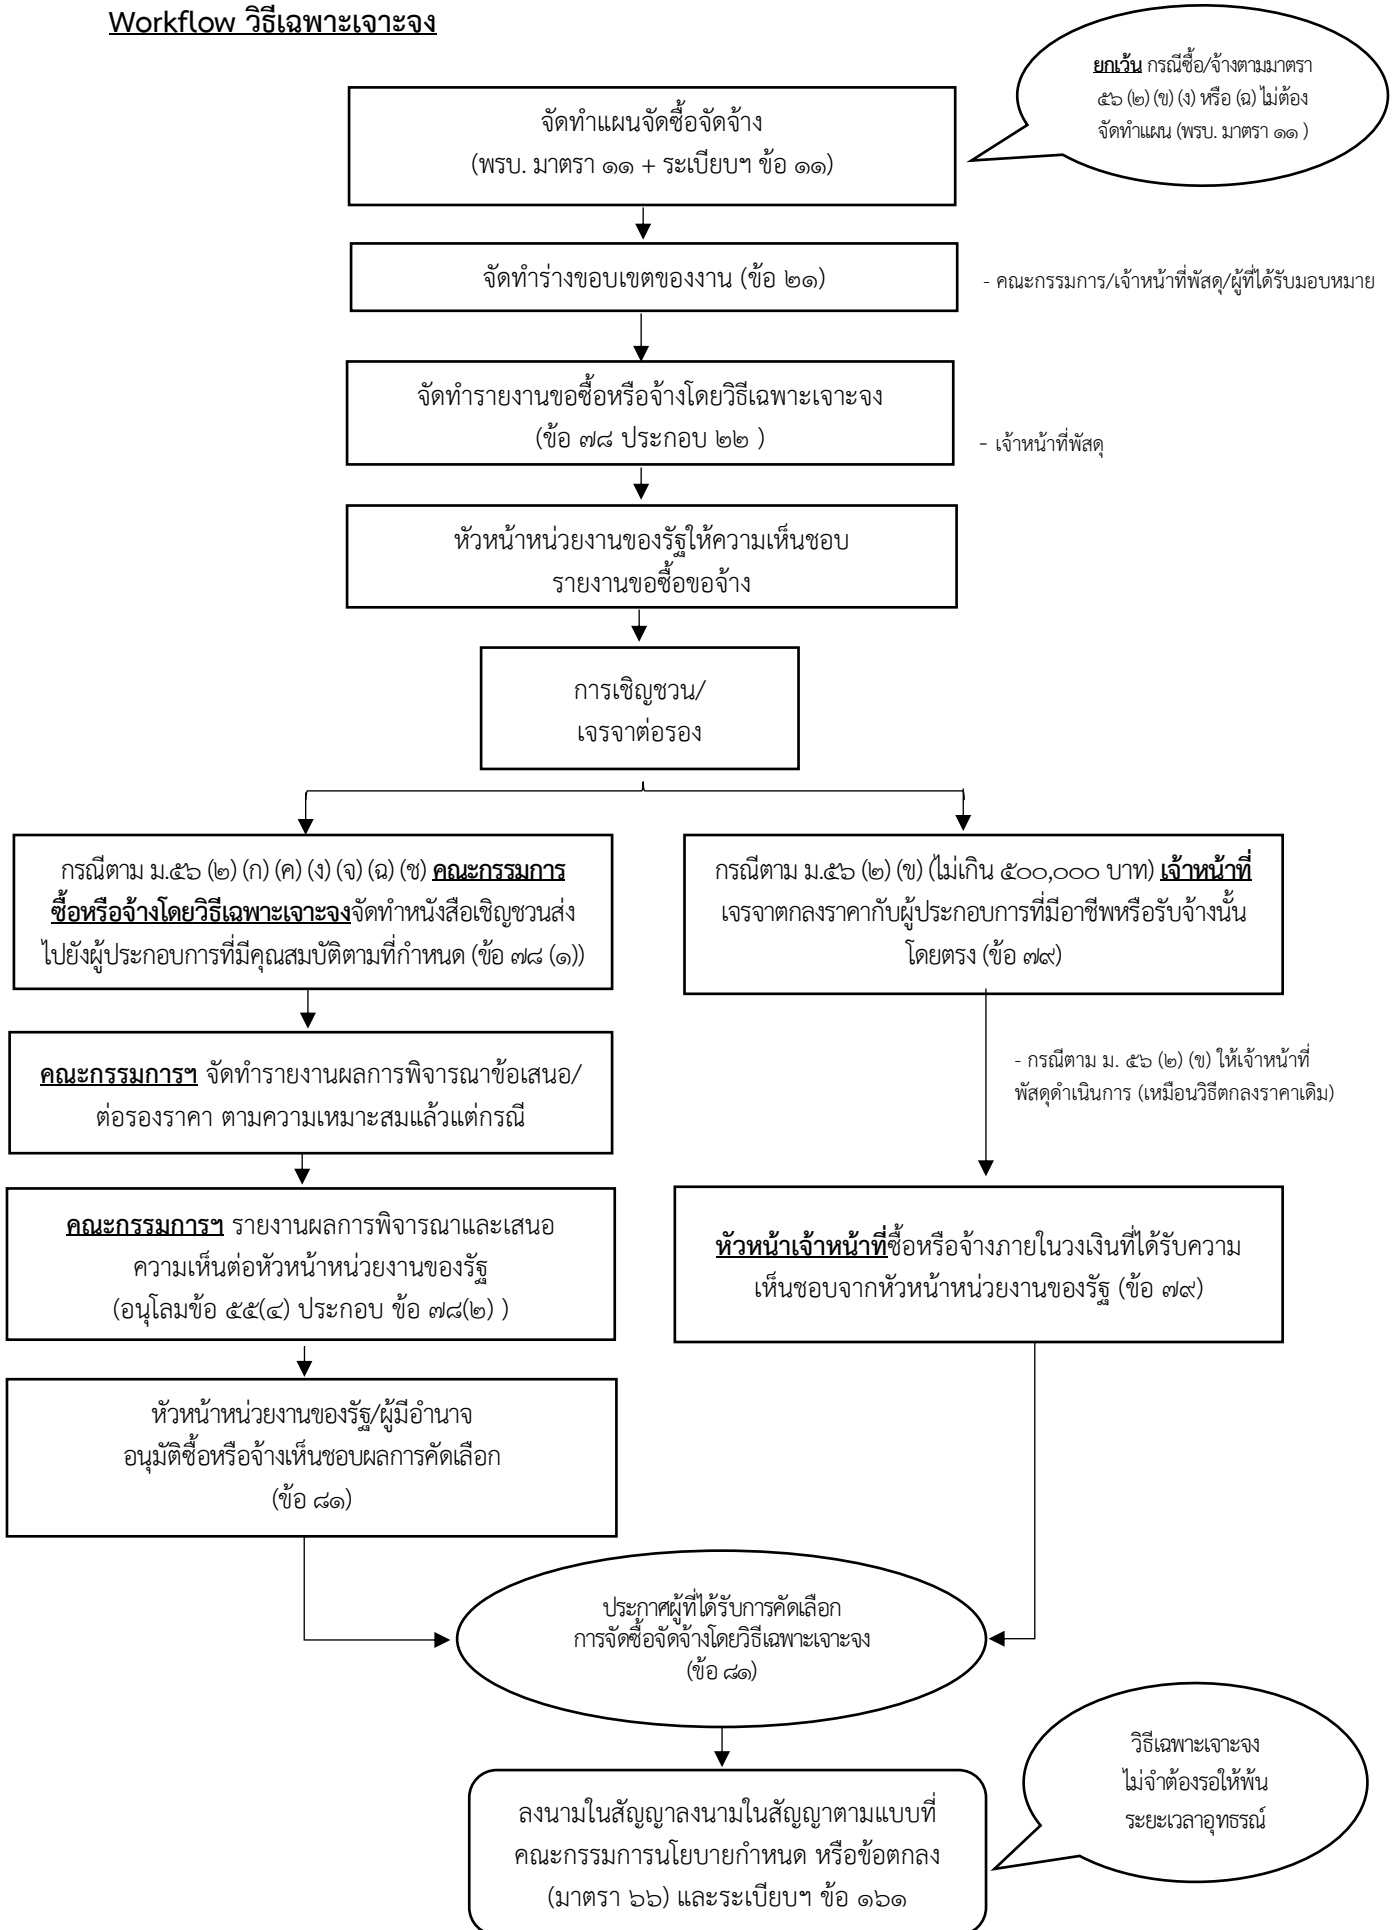 Workflow วิธีเฉพาะเจาะจง
ยกเว้น กรณีซื้อ/จ้างตามมาตรา
๕๖ (๒) (ข) (ง) หรือ (ฉ) ไม่ต้อง
จัดทำแผน (พรบ. มาตรา ๑๑ )
จัดทำแผนจัดซื้อจัดจ้าง
(พรบ. มาตรา ๑๑ + ระเบียบฯ ข้อ ๑๑)
จัดทำร่างขอบเขตของงาน (ข้อ ๒๑)
- คณะกรรมการ/เจ้าหน้าที่พัสดุ/ผู้ที่ได้รับมอบหมาย
จัดทำรายงานขอซื้อหรือจ้างโดยวิธีเฉพาะเจาะจง
(ข้อ ๗๘ ประกอบ ๒๒ )
- เจ้าหน้าที่พัสดุ
หัวหน้าหน่วยงานของรัฐให้ความเห็นชอบ
รายงานขอซื้อขอจ้าง
การเชิญชวน/
เจรจาต่อรอง
กรณีตาม ม.๕๖ (๒) (ก) (ค) (ง) (จ) (ฉ) (ช) คณะกรรมการ
ซื้อหรือจ้างโดยวิธีเฉพาะเจาะจงจัดทำหนังสือเชิญชวนส่ง
ไปยังผู้ประกอบการที่มีคุณสมบัติตามที่กำหนด (ข้อ ๗๘ (๑))
กรณีตาม ม.๕๖ (๒) (ข) (ไม่เกิน ๕๐๐,๐๐๐ บาท) เจ้าหน้าที่
เจรจาตกลงราคากับผู้ประกอบการที่มีอาชีพหรือรับจ้างนั้น
โดยตรง (ข้อ ๗๙)
คณะกรรมการฯ จัดทำรายงานผลการพิจารณาข้อเสนอ/
ต่อรองราคา ตามความเหมาะสมแล้วแต่กรณี
- กรณีตาม ม. ๕๖ (๒) (ข) ให้เจ้าหน้าที่
พัสดุดำเนินการ (เหมือนวิธีตกลงราคาเดิม)
คณะกรรมการฯ รายงานผลการพิจารณาและเสนอ
ความเห็นต่อหัวหน้าหน่วยงานของรัฐ
(อนุโลมข้อ ๕๕(๔) ประกอบ ข้อ ๗๘(๒) )
หัวหน้าเจ้าหน้าที่ซื้อหรือจ้างภายในวงเงินที่ได้รับความ
เห็นชอบจากหัวหน้าหน่วยงานของรัฐ (ข้อ ๗๙)
หัวหน้าหน่วยงานของรัฐ/ผู้มีอำนาจ
อนุมัติซื้อหรือจ้างเห็นชอบผลการคัดเลือก
(ข้อ ๘๑)
ประกาศผู้ที่ได้รับการคัดเลือก
การจัดซื้อจัดจ้างโดยวิธีเฉพาะเจาะจง
(ข้อ ๘๑)
วิธีเฉพาะเจาะจง
ไม่จำต้องรอให้พ้น
ระยะเวลาอุทธรณ์
ลงนามในสัญญาลงนามในสัญญาตามแบบที่
คณะกรรมการนโยบายกำหนด หรือข้อตกลง
(มาตรา ๖๖) และระเบียบฯ ข้อ ๑๖๑